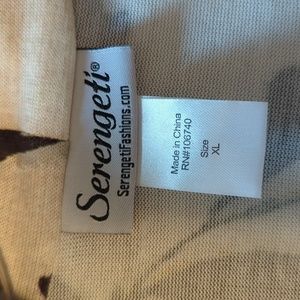 Serengeti®
SerengetiFashions.com
Made in China
RN#106740
Size
XL